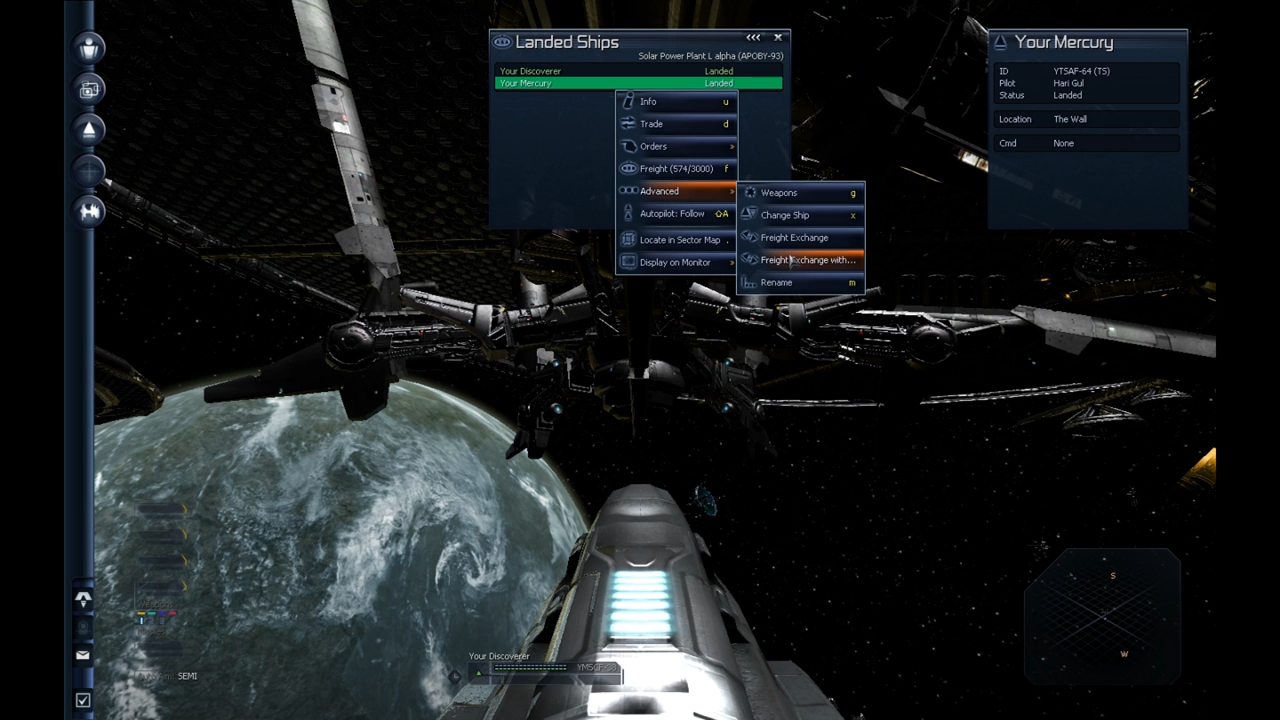 Landed Ships
<<<
X
Solar Power Plant L alpha (APOBY-93)
Your Discoverer Landed
Your Mercury Landed
Info u
Trade d
Orders »
Freight (574/3000) f
Advanced »
Autopilot: Follow ⇧A
Locate in Sector Map .
Display on Monitor »
Weapons g
Change Ship x
Freight Exchange
Freight Exchange with...
Rename m
Your Mercury
ID YTSAF-64 (TS)
Pilot Hari Gul
Status Landed
Location The Wall
Cmd None
SEMI
Your Discoverer
S
W